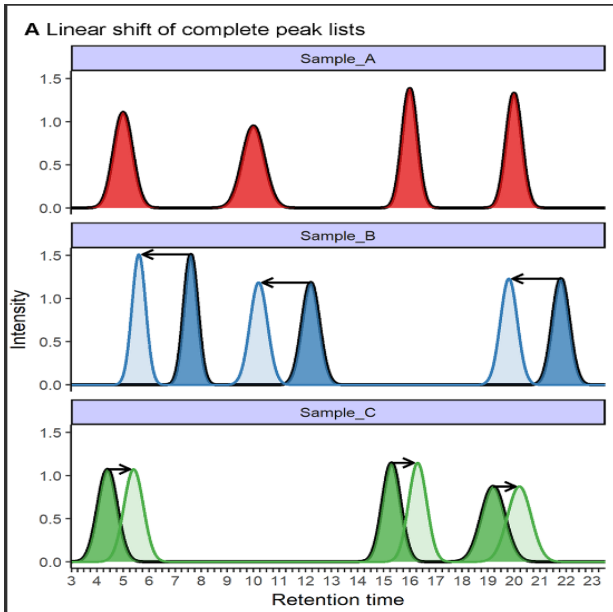 A Linear shift of complete peak lists
Sample_A
1.5
1.0
0.5
0.0
Sample_B
1.5
1.0
0.5
0.0
Intensity
Sample_C
1.5
1.0
0.5
0.0
3 4 5 6 7 8 9 10 11 12 13 14 15 16 17 18 19 20 21 22 23
Retention time